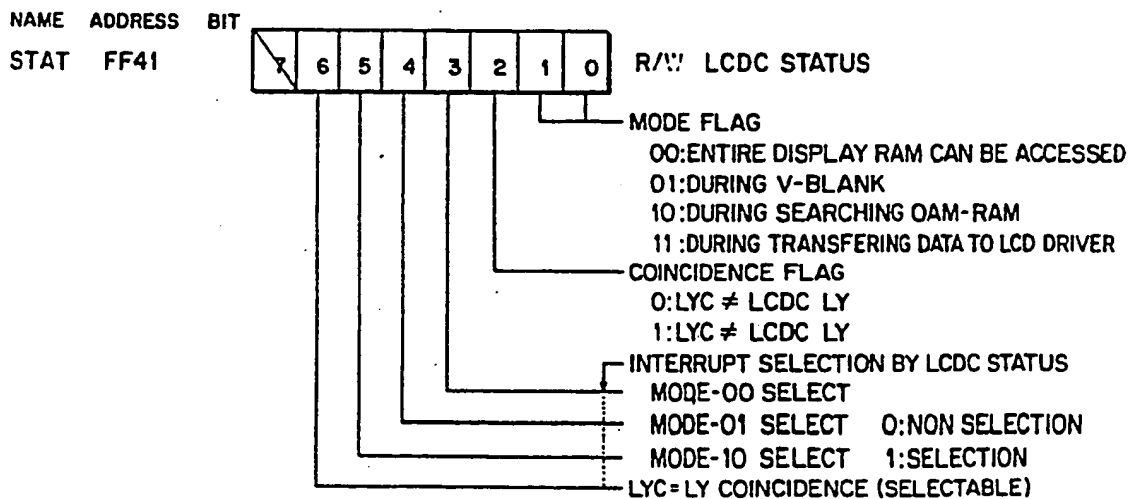 NAME ADDRESS BIT
STAT FF41 7 6 5 4 3 2 1 0 R/W LCDC STATUS
MODE FLAG
00:ENTIRE DISPLAY RAM CAN BE ACCESSED
01:DURING V-BLANK
10:DURING SEARCHING OAM-RAM
11:DURING TRANSFERING DATA TO LCD DRIVER
COINCIDENCE FLAG
0:LYC ≠ LCDC LY
1:LYC ≠ LCDC LY
INTERRUPT SELECTION BY LCDC STATUS
MODE-00 SELECT
MODE-01 SELECT 0:NON SELECTION
MODE-10 SELECT 1:SELECTION
LYC=LY COINCIDENCE (SELECTABLE)